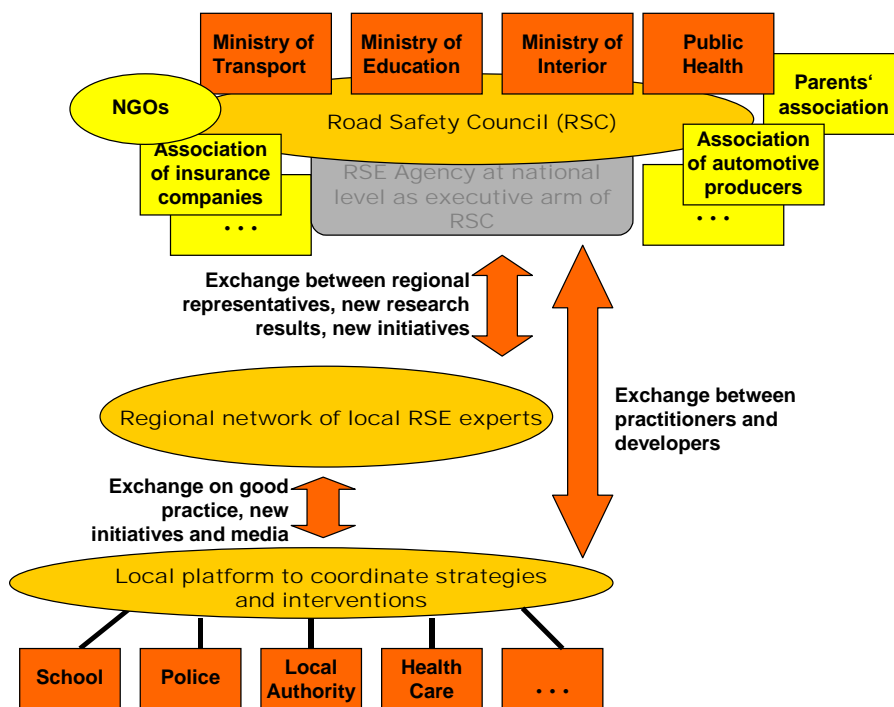 Ministry of
Transport
Ministry of
Education
Ministry of
Interior
Public
Health
Parents‘
association
NGOs
Road Safety Council (RSC)
Association
of insurance
companies
. . .
RSE Agency at national
level as executive arm of
RSC
Association
of automotive
producers
. . .
Exchange between regional
representatives, new research
results, new initiatives
Regional network of local RSE experts
Exchange between
practitioners and
developers
Exchange on good
practice, new
initiatives and media
Local platform to coordinate strategies
and interventions
School
Police
Local
Authority
Health
Care
. . .